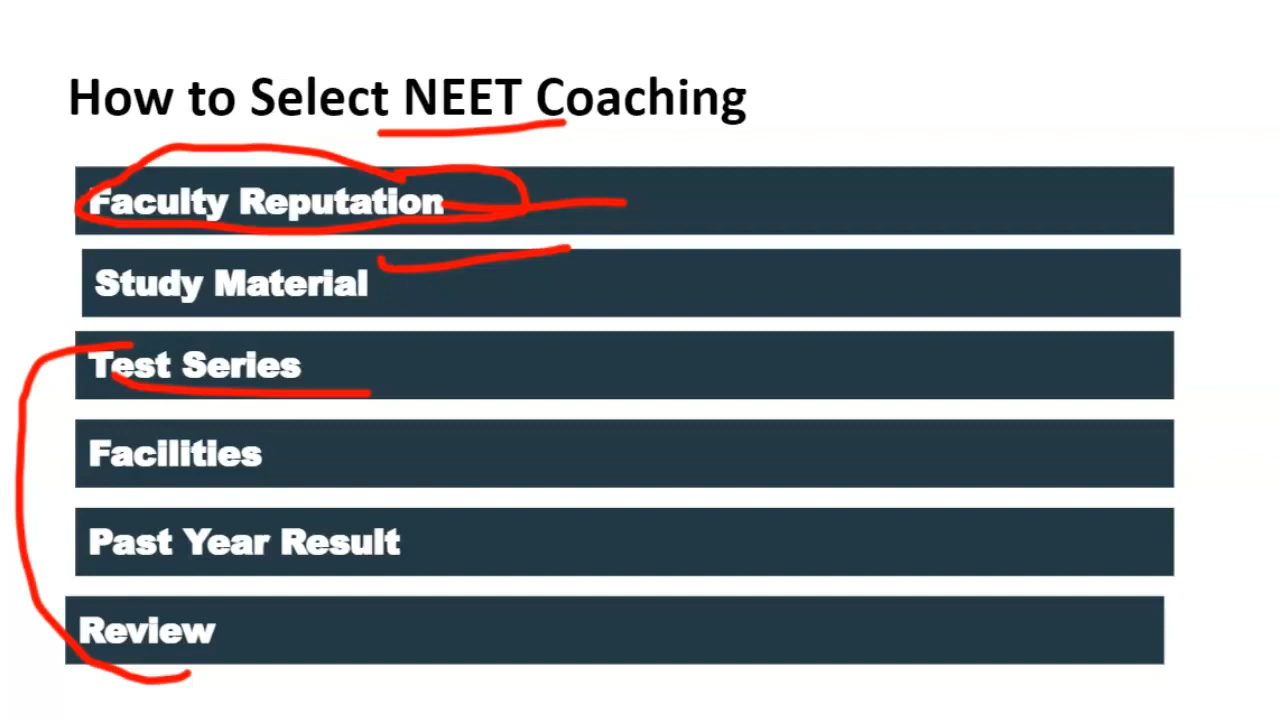 How to Select NEET Coaching
Faculty Reputation
Study Material
Test Series
Facilities
Past Year Result
Review